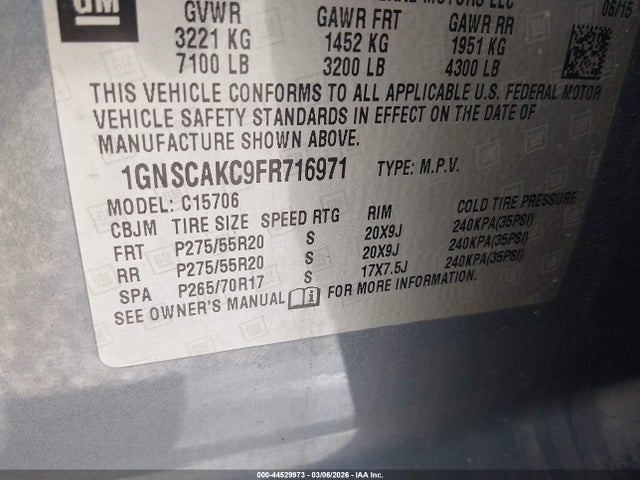 GM
MOTORS LLC
06/15
GVWR GAWR FRT GAWR RR
3221 KG 1452 KG 1951 KG
7100 LB 3200 LB 4300 LB
THIS VEHICLE CONFORMS TO ALL APPLICABLE U.S. FEDERAL MOTOR
VEHICLE SAFETY STANDARDS IN EFFECT ON THE DATE OF
MANUFACTURE SHOWN ABOVE.
1GNSCAKC9FR716971 TYPE: M.P.V.
MODEL: C15706
CBJM TIRE SIZE SPEED RTG RIM COLD TIRE PRESSURE
FRT P275/55R20 S 20X9J 240KPA(35PSI)
RR P275/55R20 S 20X9J 240KPA(35PSI)
SPA P265/70R17 S 17X7.5J 240KPA(35PSI)
SEE OWNER'S MANUAL FOR MORE INFORMATION.
000-44529973 | 03/06/2026 | IAA Inc.